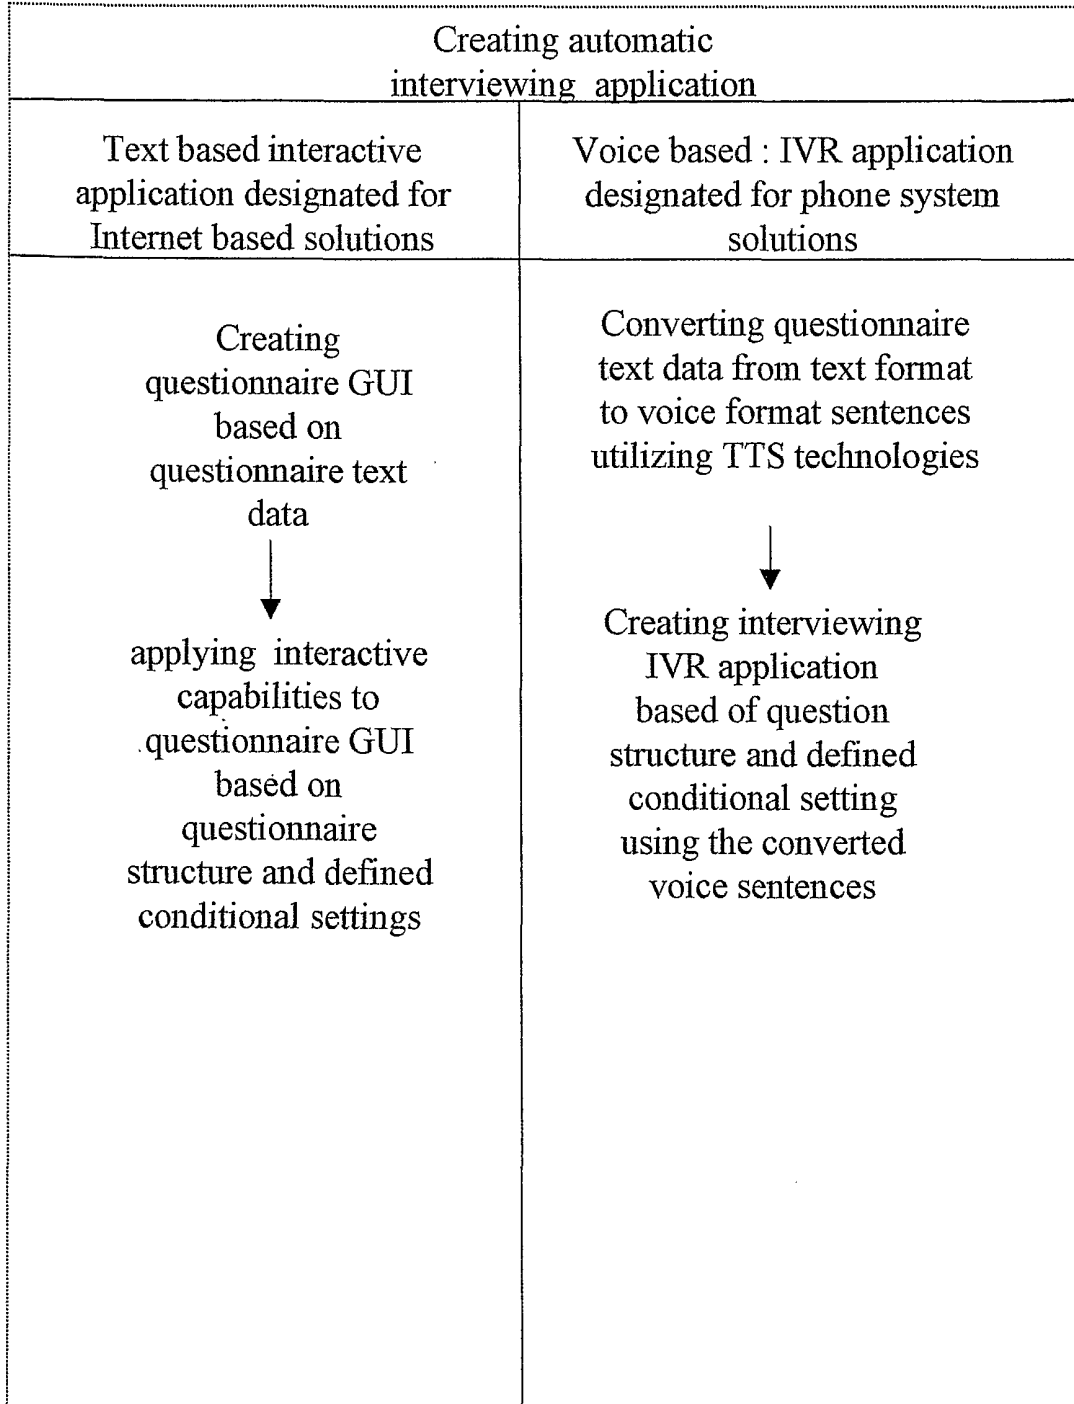 Creating automatic
interviewing application
Text based interactive
application designated for
Internet based solutions
Creating
questionnaire GUI
based on
questionnaire text
data
applying interactive
capabilities to
questionnaire GUI
based on
questionnaire
structure and defined
conditional settings
Voice based : IVR application
designated for phone system
solutions
Converting questionnaire
text data from text format
to voice format sentences
utilizing TTS technologies
Creating interviewing
IVR application
based of question
structure and defined
conditional setting
using the converted
voice sentences